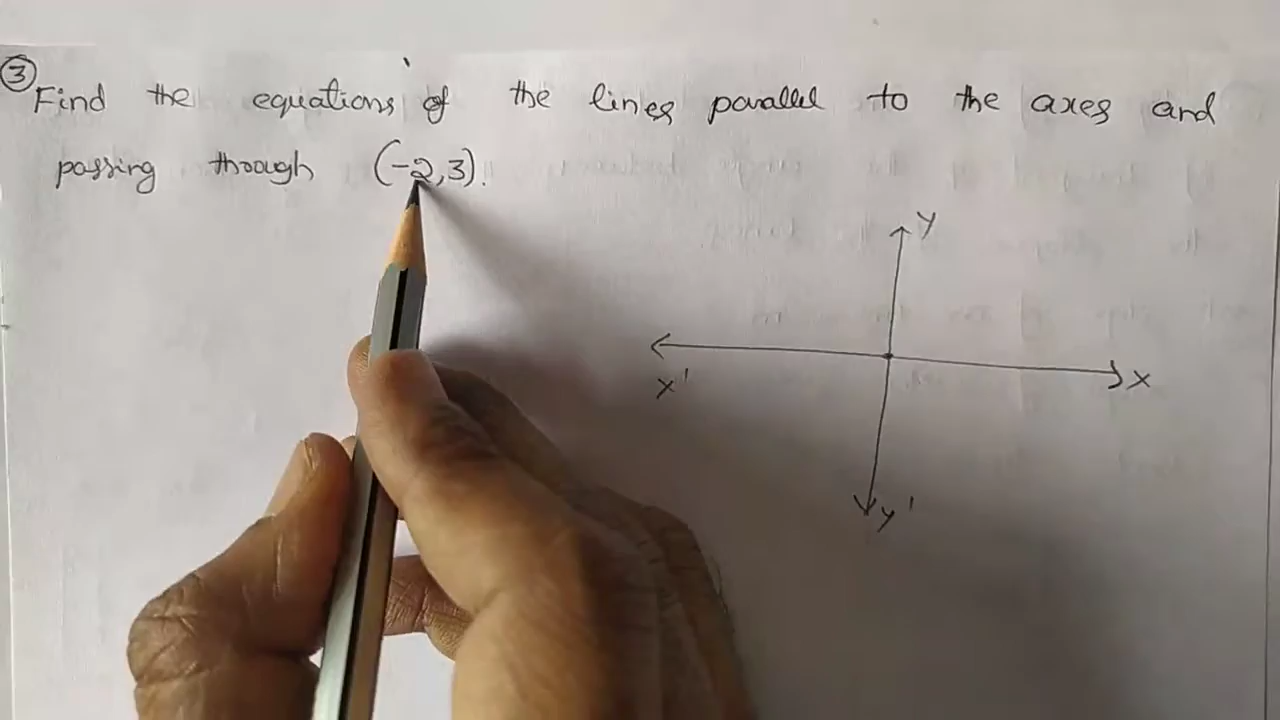 ③ Find the equations of the lines parallel to the axes and
passing through (-2,3).
y
x'
x
y'